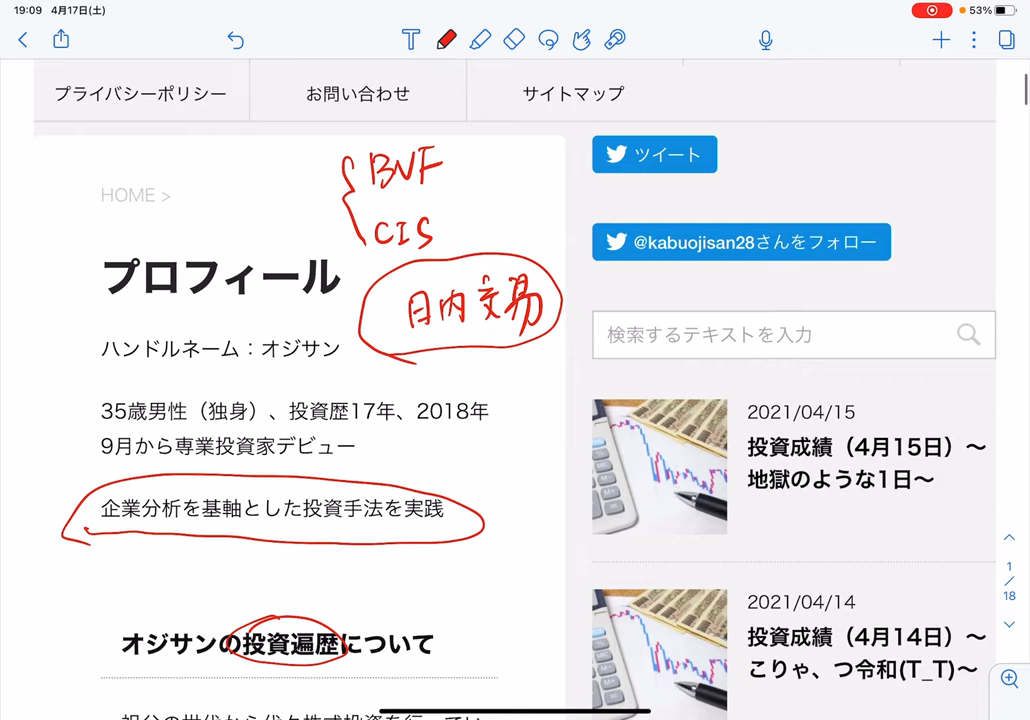 19:09 4月17日(土)
53%
プライバシーポリシー
お問い合わせ
サイトマップ
HOME >
BNF
CIS
プロフィール
日内交易
ハンドルネーム：オジサン
35歳男性（独身）、投資歴17年、2018年
9月から専業投資家デビュー
企業分析を基軸とした投資手法を実践
オジサンの投資遍歴について
ツイート
@kabuojisan28さんをフォロー
検索するテキストを入力
2021/04/15
投資成績（4月15日）～
地獄のような1日～
2021/04/14
投資成績（4月14日）～
こりゃ、つ令和(T_T)～
1
/
18